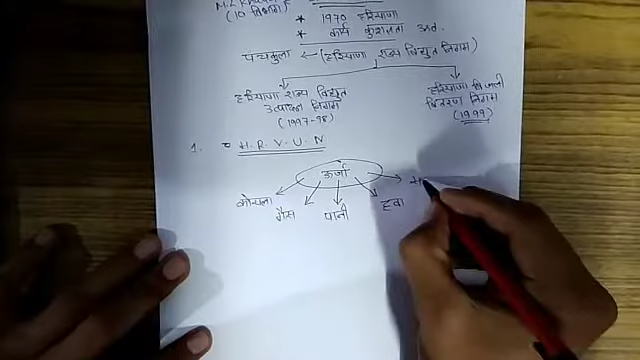 (10 निगम)
* 1970 हरियाणा
* कार्य कुशलता
पंचकुला ← (हरियाणा राज्य विद्युत निगम)
हरियाणा राज्य विद्युत
उत्पादन निगम
(1997-98)
हरियाणा बिजली
वितरण निगम
(1999)
1. H.R.V.U.N
ऊर्जा
कोयला
गैस
पानी
हवा